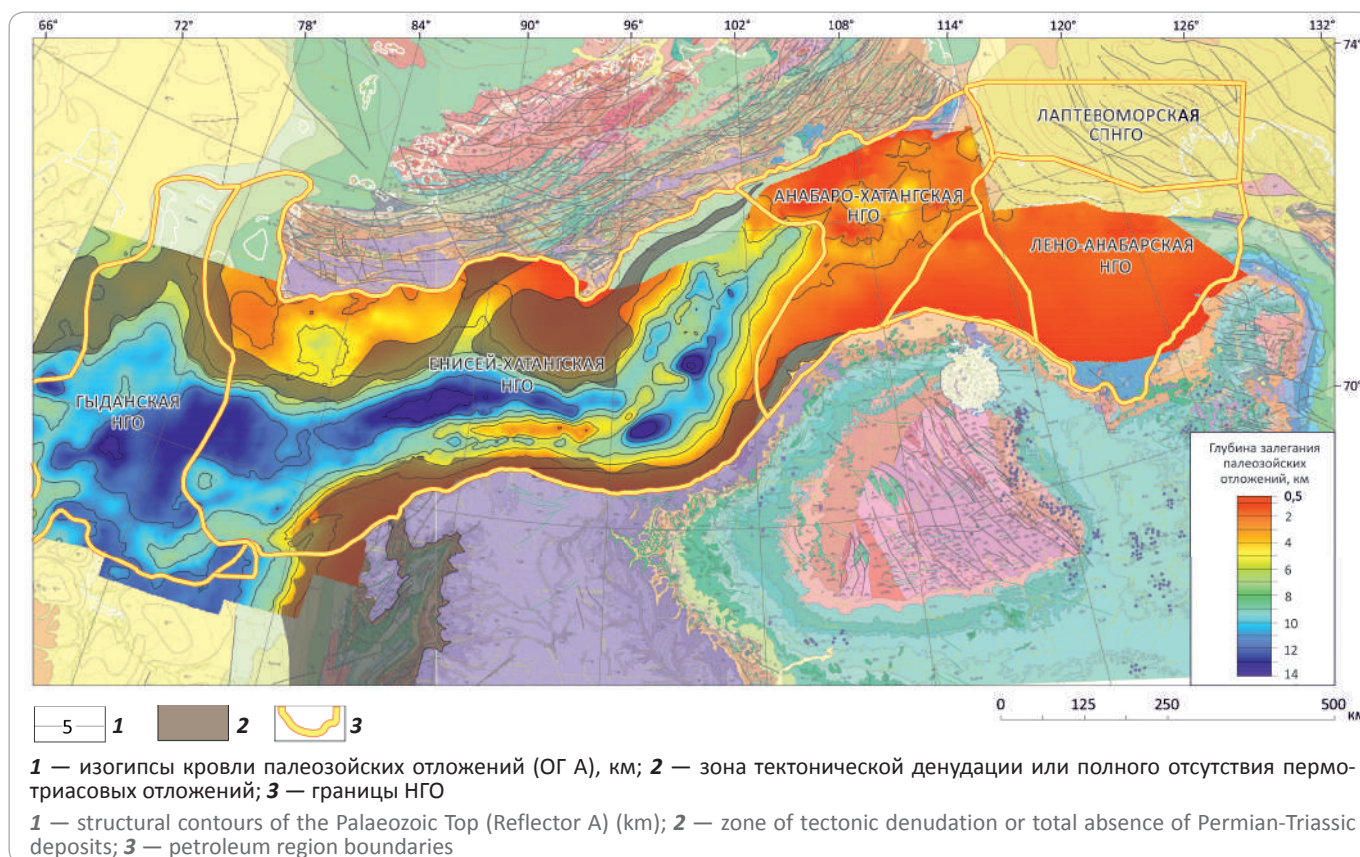 66° 72° 78° 84° 90° 96° 102° 108° 114° 120° 126° 132°
74°
ЛАПТЕВОМОРСКАЯ
СПНГО
АНАБАРО-ХАТАНГСКАЯ
НГО
ЛЕНО-АНАБАРСКАЯ
НГО
ЕНИСЕЙ-ХАТАНГСКАЯ
НГО
70°
ГЫДАНСКАЯ
НГО
Глубина залегания
палеозойских
отложений, км
0,5
2
4
6
8
10
12
14
0 125 250 500
км
5 1 2 3
1 — изогипсы кровли палеозойских отложений (ОГ А), км; 2 — зона тектонической денудации или полного отсутствия пермо-
триасовых отложений; 3 — границы НГО
1 — structural contours of the Palaeozoic Top (Reflector A) (km); 2 — zone of tectonic denudation or total absence of Permian-Triassic
deposits; 3 — petroleum region boundaries